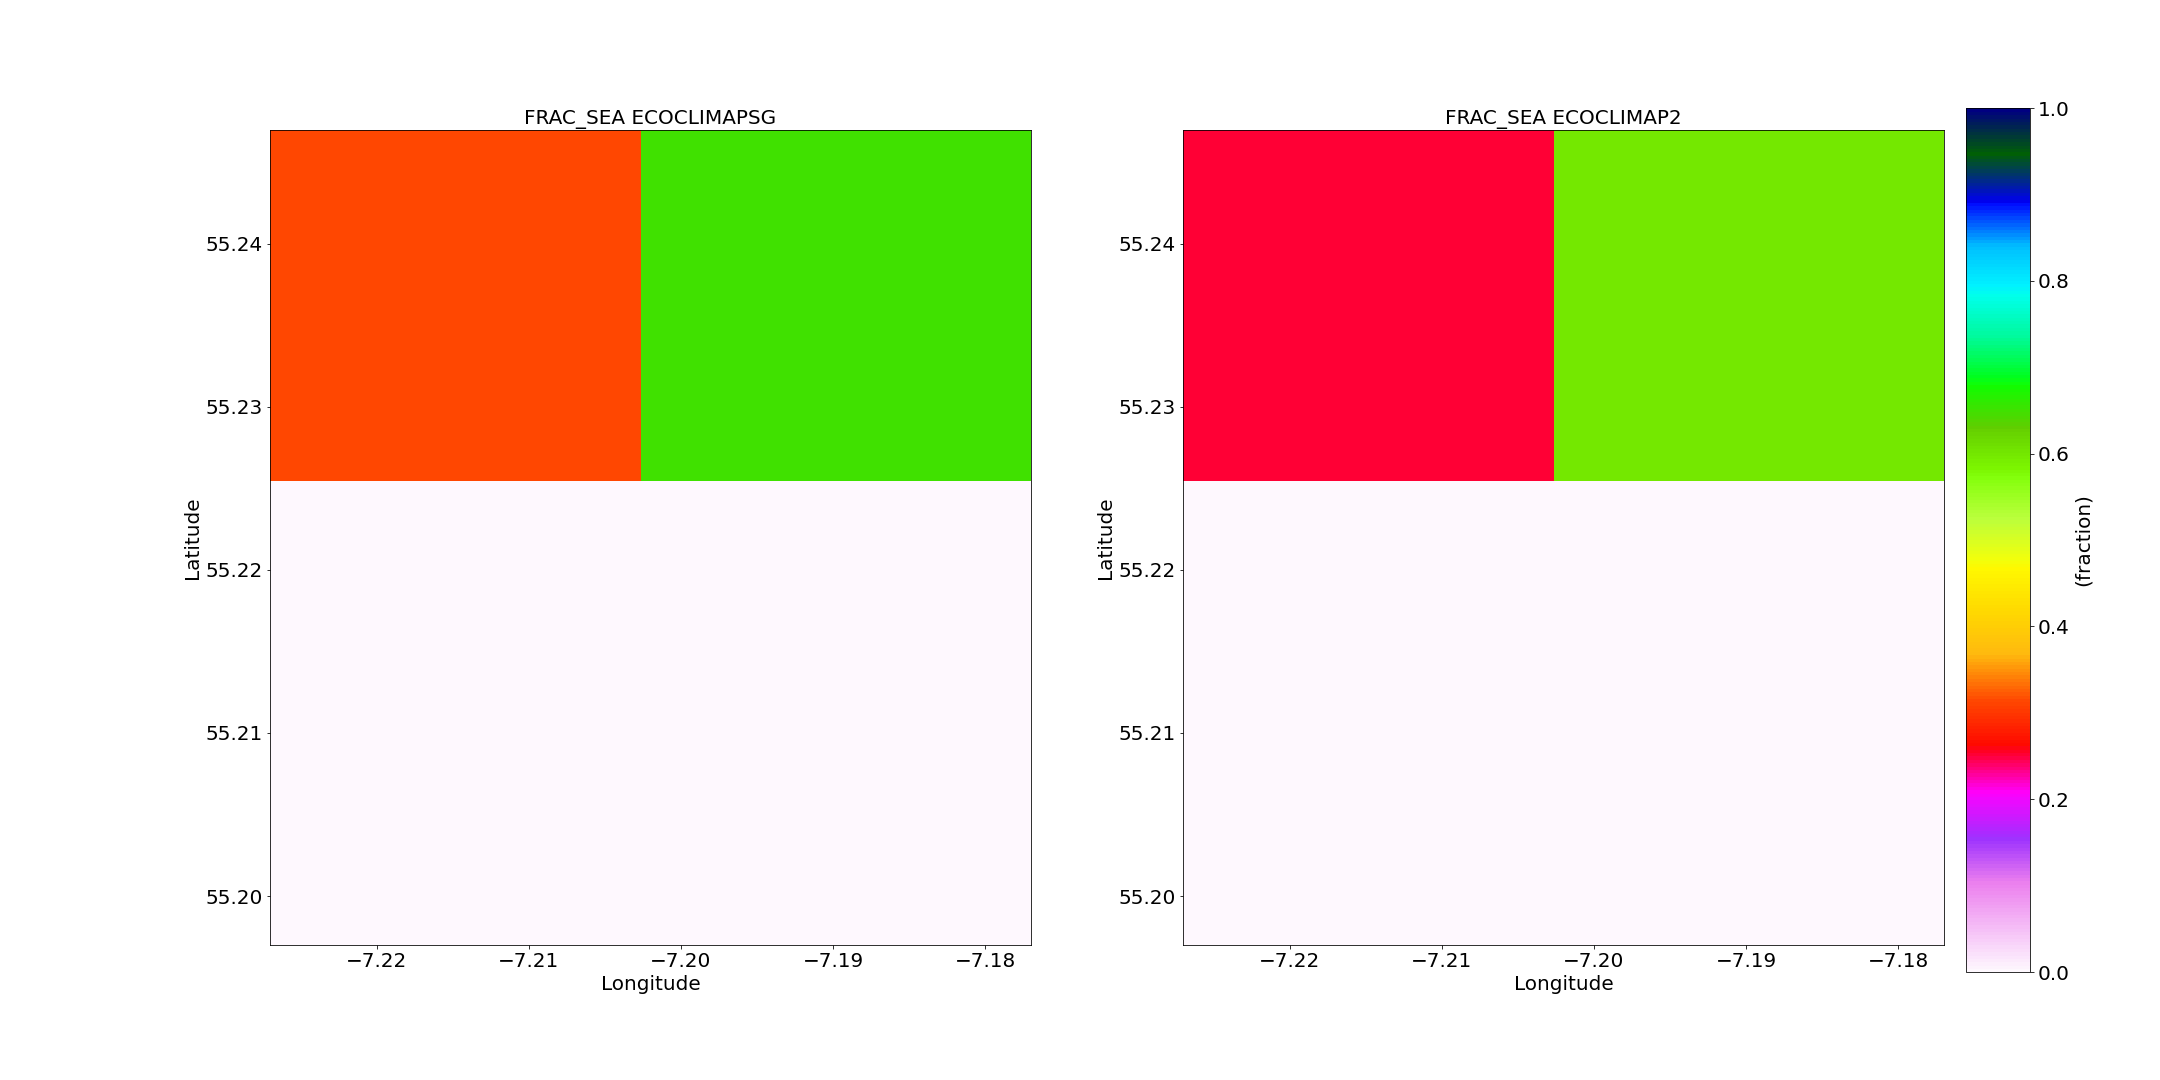 FRAC_SEA ECOCLIMAPSG
55.24
55.23
55.22
55.21
55.20
Latitude
−7.22 −7.21 −7.20 −7.19 −7.18
Longitude
FRAC_SEA ECOCLIMAP2
55.24
55.23
55.22
55.21
55.20
Latitude
−7.22 −7.21 −7.20 −7.19 −7.18
Longitude
1.0
0.8
0.6
0.4
0.2
0.0
(fraction)